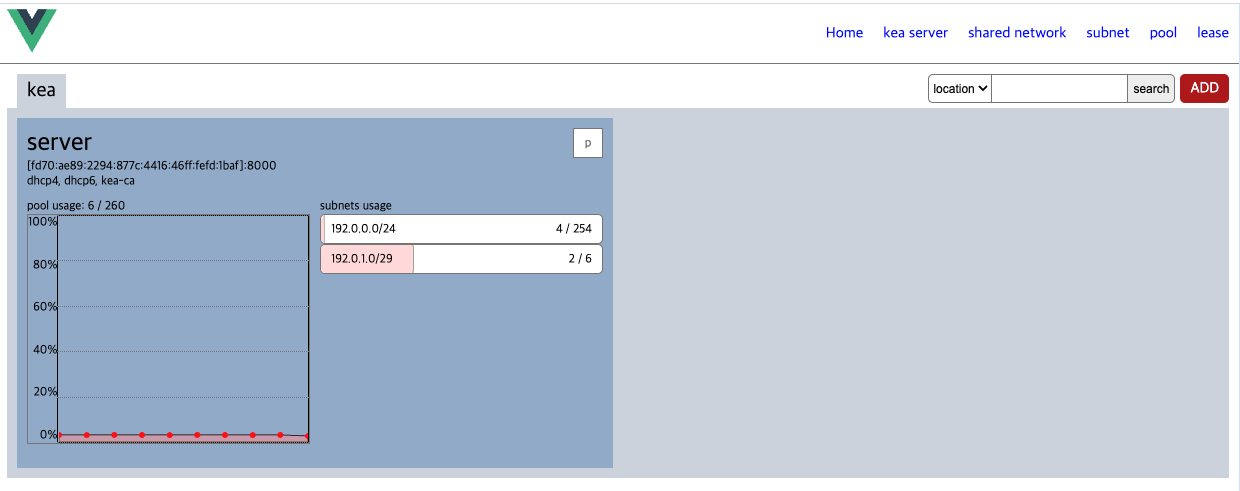 Home kea server shared network subnet pool lease
kea
location search ADD
server
p
[fd70:ae89:2294:877c:4416:46ff:fefd:1baf]:8000
dhcp4, dhcp6, kea-ca
pool usage: 6 / 260
100%
80%
60%
40%
20%
0%
subnets usage
192.0.0.0/24 4 / 254
192.0.1.0/29 2 / 6